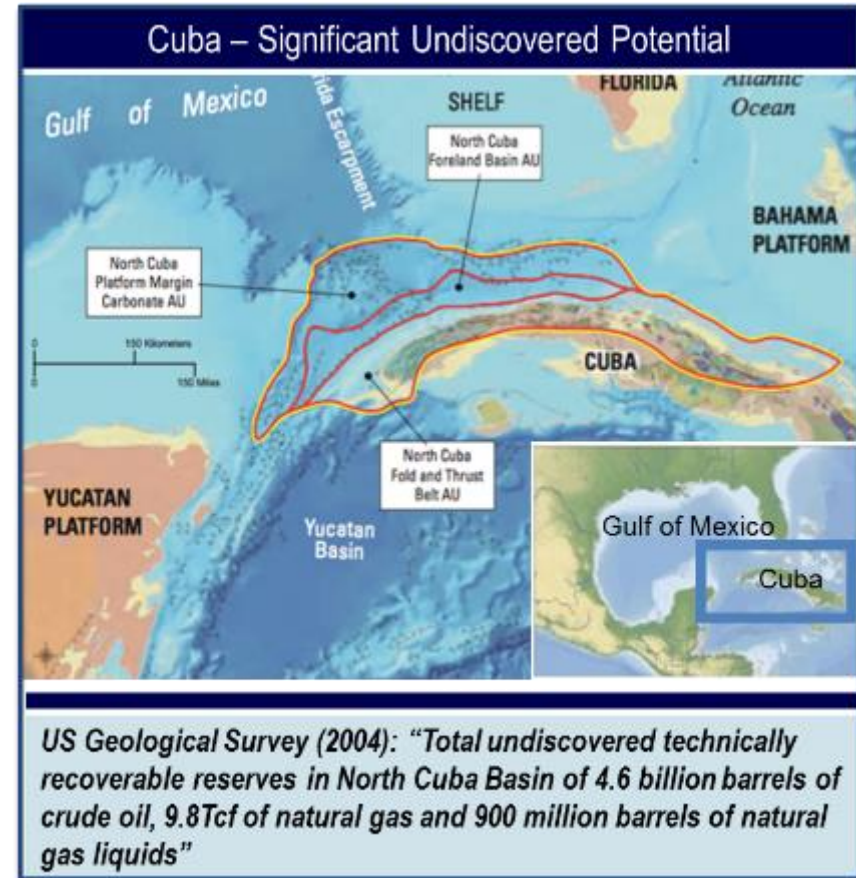 Cuba – Significant Undiscovered Potential
Gulf of Mexico
rida Escarpment
SHELF
FLORIDA
Atlantic
Ocean
North Cuba
Foreland Basin AU
BAHAMA
PLATFORM
North Cuba
Platform Margin
Carbonate AU
0 150 Kilometers
0 150 Miles
CUBA
North Cuba
Fold and Thrust
Belt AU
YUCATAN
PLATFORM
Yucatan
Basin
Gulf of Mexico
Cuba
US Geological Survey (2004): “Total undiscovered technically
recoverable reserves in North Cuba Basin of 4.6 billion barrels of
crude oil, 9.8Tcf of natural gas and 900 million barrels of natural
gas liquids”